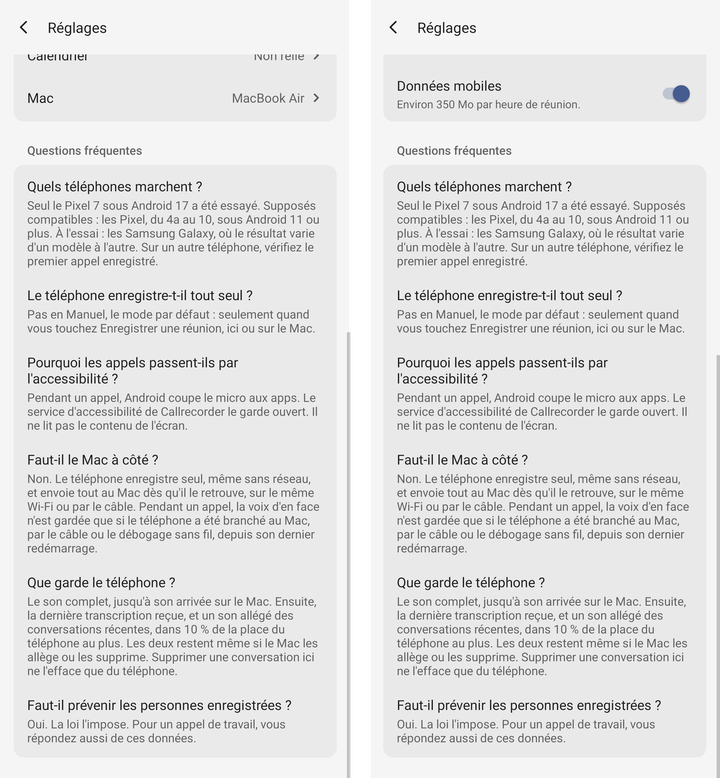 Réglages
Calendrier Non relié
Mac MacBook Air
Questions fréquentes
Quels téléphones marchent ?
Seul le Pixel 7 sous Android 17 a été essayé. Supposés
compatibles : les Pixel, du 4a au 10, sous Android 11 ou
plus. À l'essai : les Samsung Galaxy, où le résultat varie
d'un modèle à l'autre. Sur un autre téléphone, vérifiez le
premier appel enregistré.
Le téléphone enregistre-t-il tout seul ?
Pas en Manuel, le mode par défaut : seulement quand
vous touchez Enregistrer une réunion, ici ou sur le Mac.
Pourquoi les appels passent-ils par
l'accessibilité ?
Pendant un appel, Android coupe le micro aux apps. Le
service d'accessibilité de Callrecorder le garde ouvert. Il
ne lit pas le contenu de l'écran.
Faut-il le Mac à côté ?
Non. Le téléphone enregistre seul, même sans réseau,
et envoie tout au Mac dès qu'il le retrouve, sur le même
Wi-Fi ou par le câble. Pendant un appel, la voix d'en face
n'est gardée que si le téléphone a été branché au Mac,
par le câble ou le débogage sans fil, depuis son dernier
redémarrage.
Que garde le téléphone ?
Le son complet, jusqu'à son arrivée sur le Mac. Ensuite,
la dernière transcription reçue, et un son allégé des
conversations récentes, dans 10 % de la place du
téléphone au plus. Les deux restent même si le Mac les
allège ou les supprime. Supprimer une conversation ici
ne l'efface que du téléphone.
Faut-il prévenir les personnes enregistrées ?
Oui. La loi l'impose. Pour un appel de travail, vous
répondez aussi de ces données.
Réglages
Données mobiles
Environ 350 Mo par heure de réunion.
Questions fréquentes
Quels téléphones marchent ?
Seul le Pixel 7 sous Android 17 a été essayé. Supposés
compatibles : les Pixel, du 4a au 10, sous Android 11 ou
plus. À l'essai : les Samsung Galaxy, où le résultat varie
d'un modèle à l'autre. Sur un autre téléphone, vérifiez le
premier appel enregistré.
Le téléphone enregistre-t-il tout seul ?
Pas en Manuel, le mode par défaut : seulement quand
vous touchez Enregistrer une réunion, ici ou sur le Mac.
Pourquoi les appels passent-ils par
l'accessibilité ?
Pendant un appel, Android coupe le micro aux apps. Le
service d'accessibilité de Callrecorder le garde ouvert. Il
ne lit pas le contenu de l'écran.
Faut-il le Mac à côté ?
Non. Le téléphone enregistre seul, même sans réseau,
et envoie tout au Mac dès qu'il le retrouve, sur le même
Wi-Fi ou par le câble. Pendant un appel, la voix d'en face
n'est gardée que si le téléphone a été branché au Mac,
par le câble ou le débogage sans fil, depuis son dernier
redémarrage.
Que garde le téléphone ?
Le son complet, jusqu'à son arrivée sur le Mac. Ensuite,
la dernière transcription reçue, et un son allégé des
conversations récentes, dans 10 % de la place du
téléphone au plus. Les deux restent même si le Mac les
allège ou les supprime. Supprimer une conversation ici
ne l'efface que du téléphone.
Faut-il prévenir les personnes enregistrées ?
Oui. La loi l'impose. Pour un appel de travail, vous
répondez aussi de ces données.